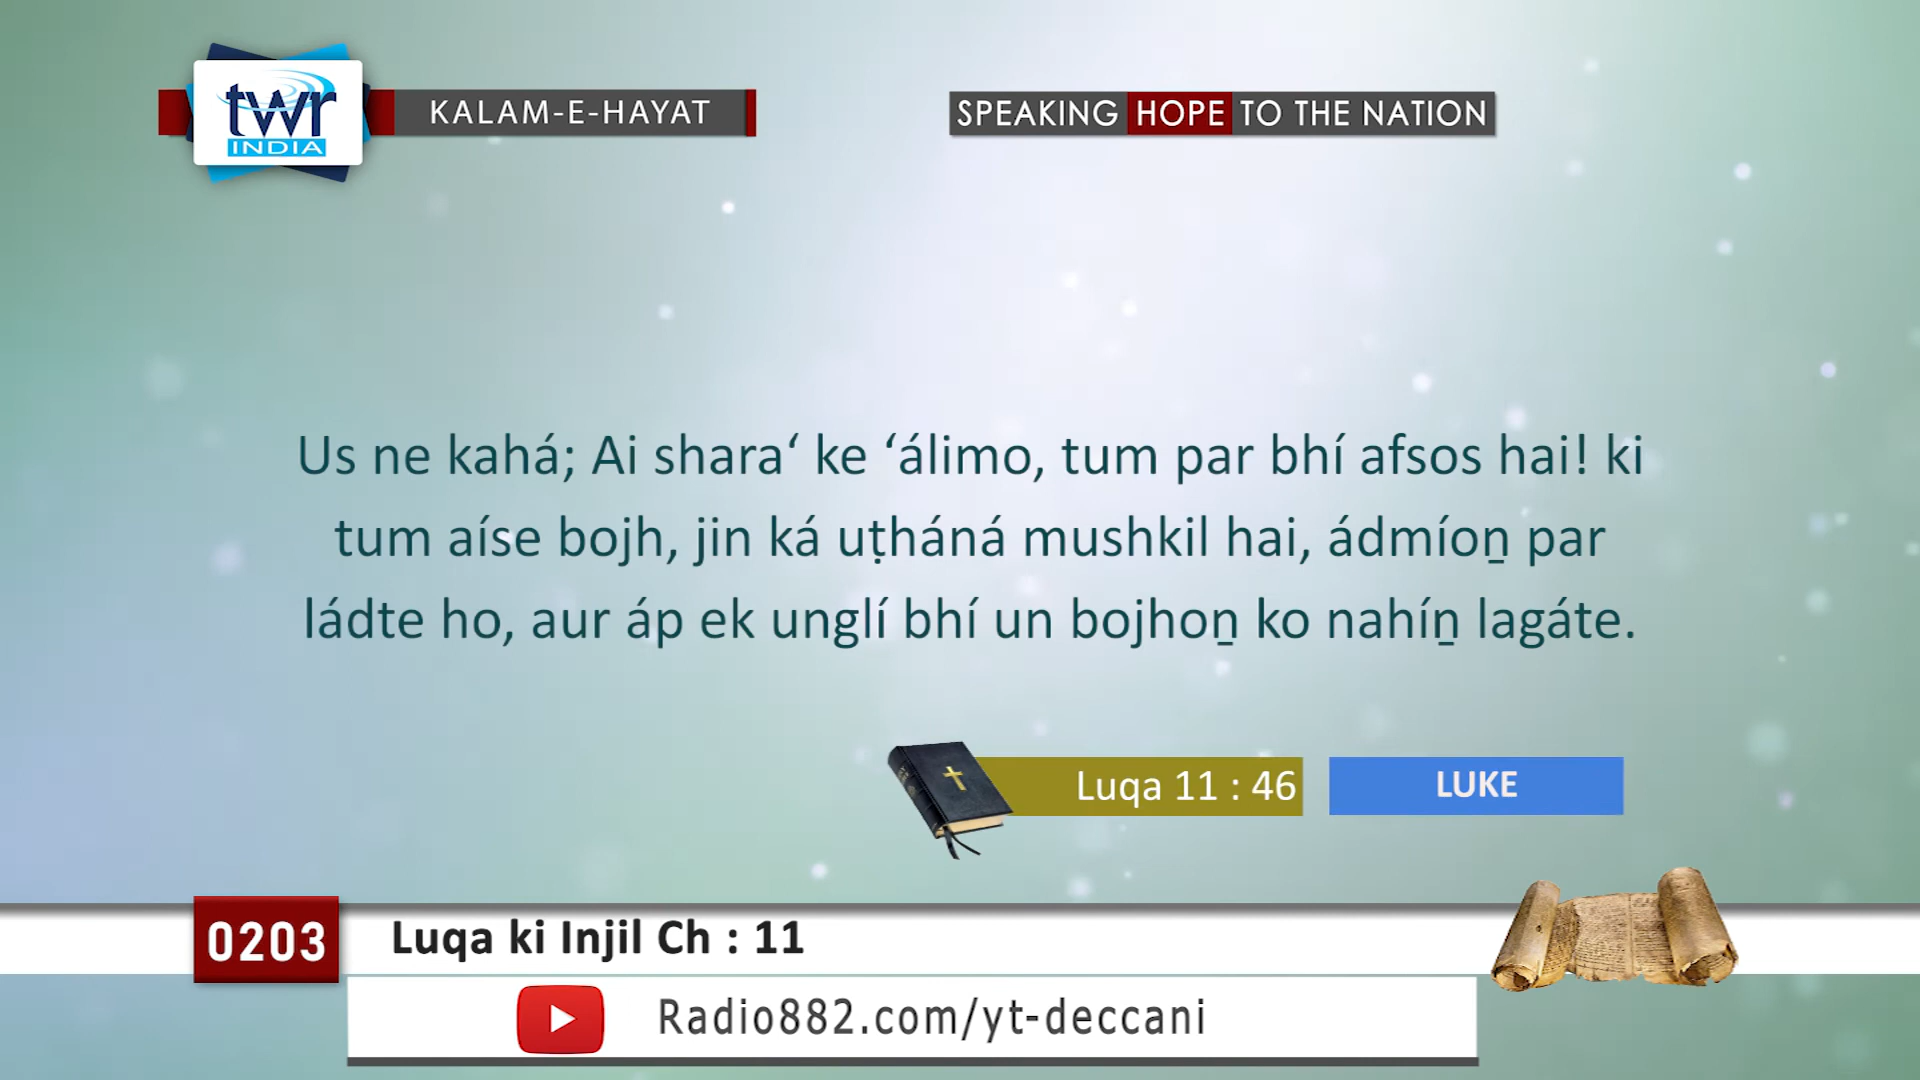 twr
INDIA
KALAM-E-HAYAT
SPEAKING HOPE TO THE NATION
Us ne kahá; Ai shara‘ ke ‘álimo, tum par bhí afsos hai! ki
tum aíse bojh, jin ká uṭháná mushkil hai, ádmíoṉ par
ládte ho, aur áp ek unglí bhí un bojhoṉ ko nahíṉ lagáte.
Luqa 11 : 46
LUKE
0203
Luqa ki Injil Ch : 11
Radio882.com/yt-deccani